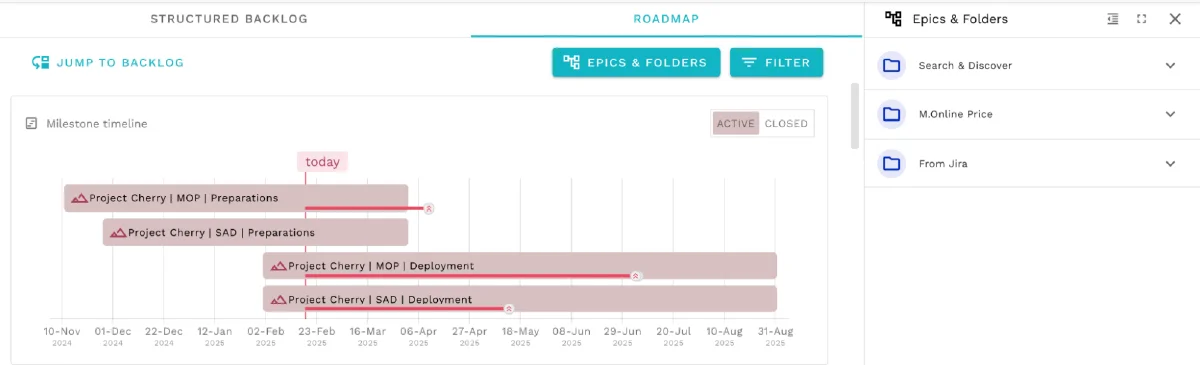 STRUCTURED BACKLOG
ROADMAP
JUMP TO BACKLOG
EPICS & FOLDERS
FILTER
Milestone timeline
ACTIVE
CLOSED
today
Project Cherry | MOP | Preparations
Project Cherry | SAD | Preparations
Project Cherry | MOP | Deployment
Project Cherry | SAD | Deployment
10-Nov 01-Dec 22-Dec 12-Jan 02-Feb 23-Feb 16-Mar 06-Apr 27-Apr 18-May 08-Jun 29-Jun 20-Jul 10-Aug 31-Aug
2024 2024 2024 2025 2025 2025 2025 2025 2025 2025 2025 2025 2025 2025 2025
Epics & Folders
Search & Discover
M.Online Price
From Jira